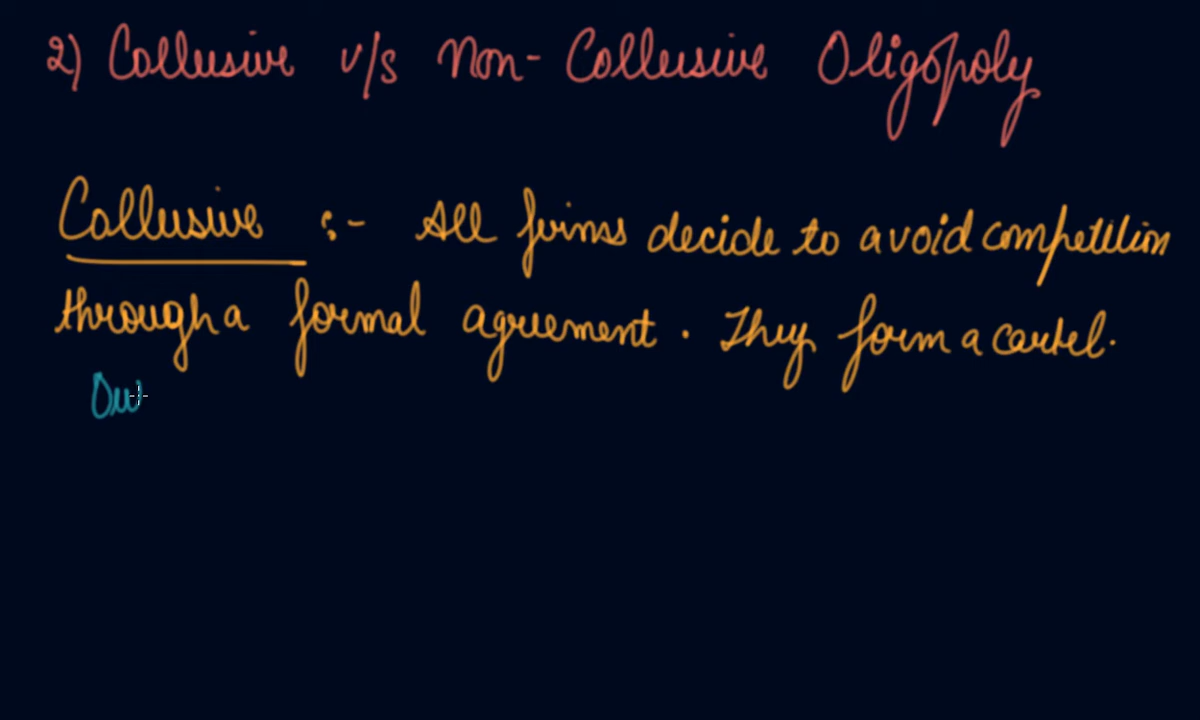 2) Collusive v/s Non-Collusive Oligopoly
Collusive :- All firms decide to avoid competition
through a formal agreement. They form a cartel.